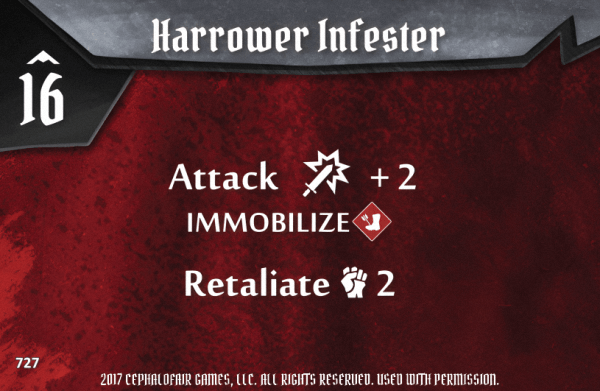 Harrower Infester
16
Attack + 2
IMMOBILIZE
Retaliate 2
727
2017 CEPHALOFAIR GAMES, LLC. ALL RIGHTS RESERVED. USED WITH PERMISSION.